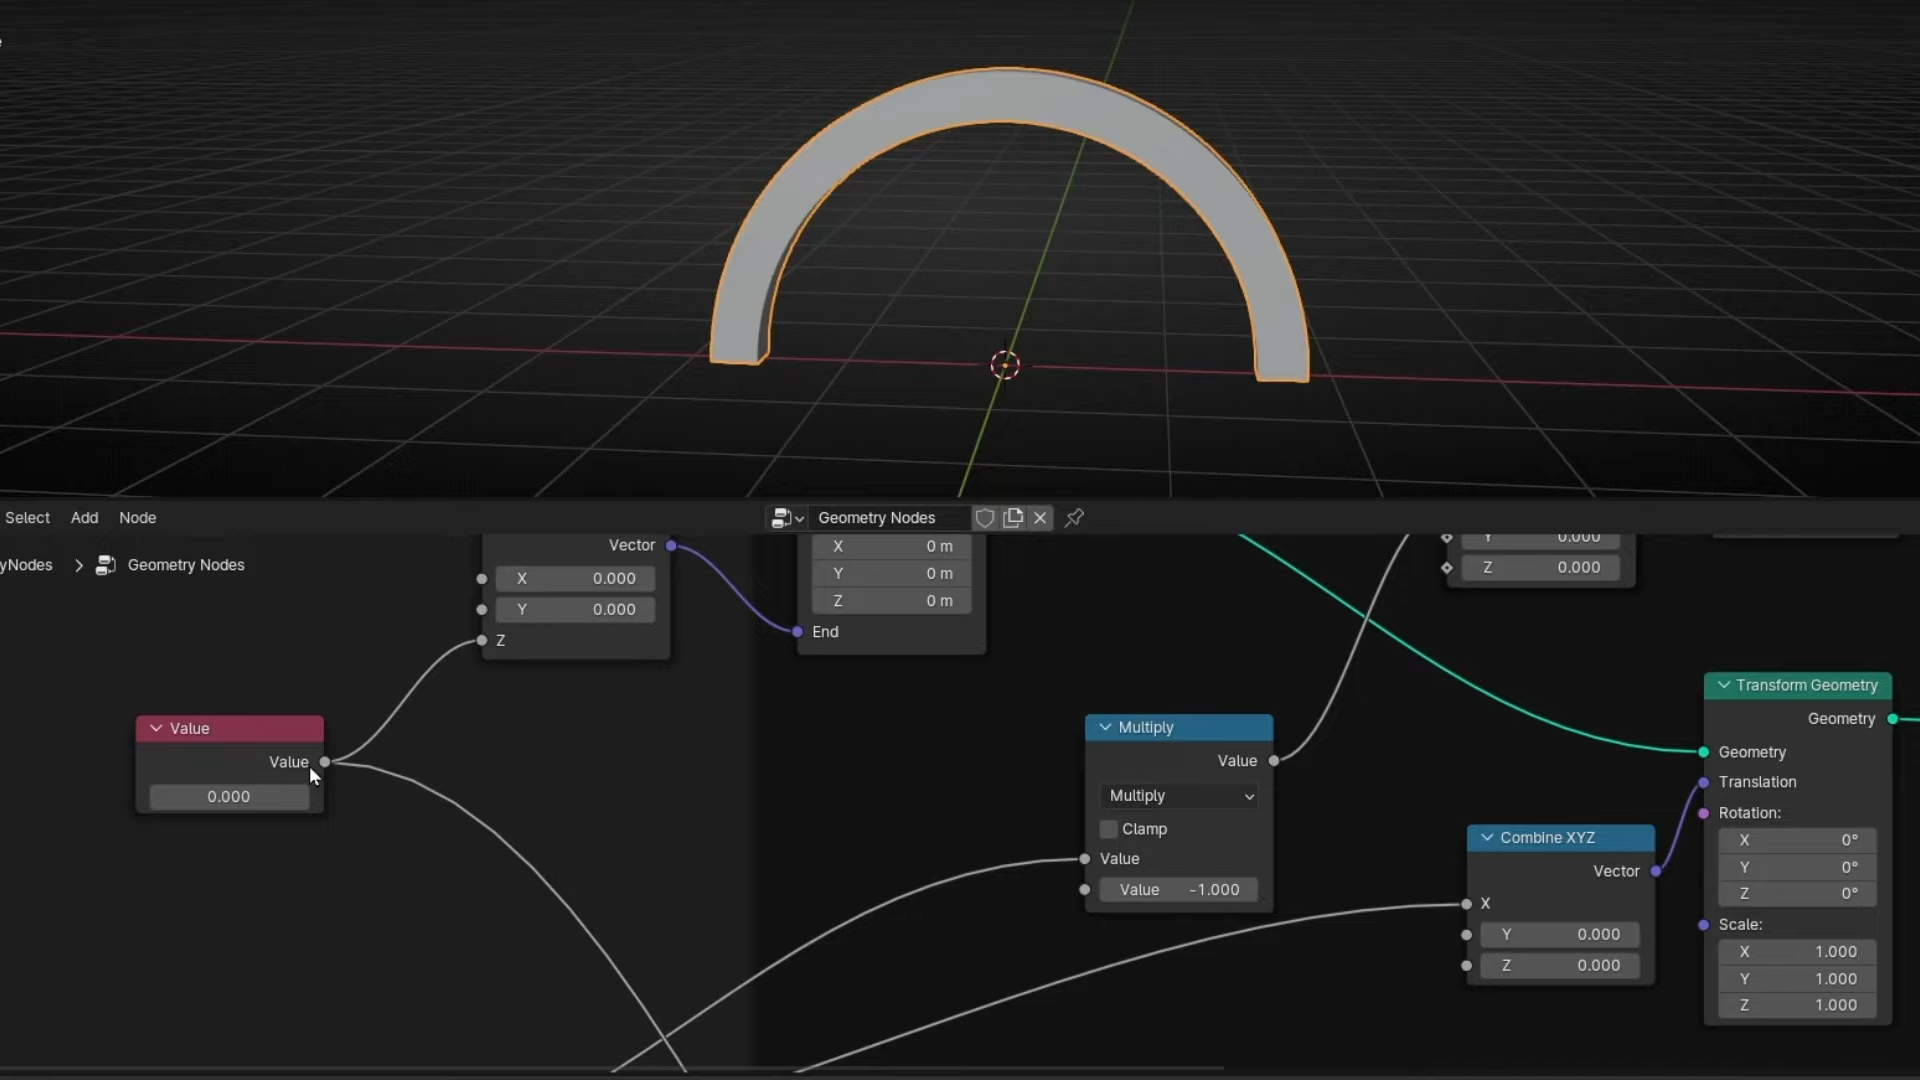 Select Add Node
Geometry Nodes
yNodes > Geometry Nodes
Vector
X 0.000
Y 0.000
Z
X 0 m
Y 0 m
Z 0 m
End
Y 0.000
Z 0.000
Value
Value
0.000
Multiply
Value
Multiply
Clamp
Value
Value -1.000
Combine XYZ
Vector
X
Y 0.000
Z 0.000
Transform Geometry
Geometry
Geometry
Translation
Rotation:
X 0°
Y 0°
Z 0°
Scale:
X 1.000
Y 1.000
Z 1.000